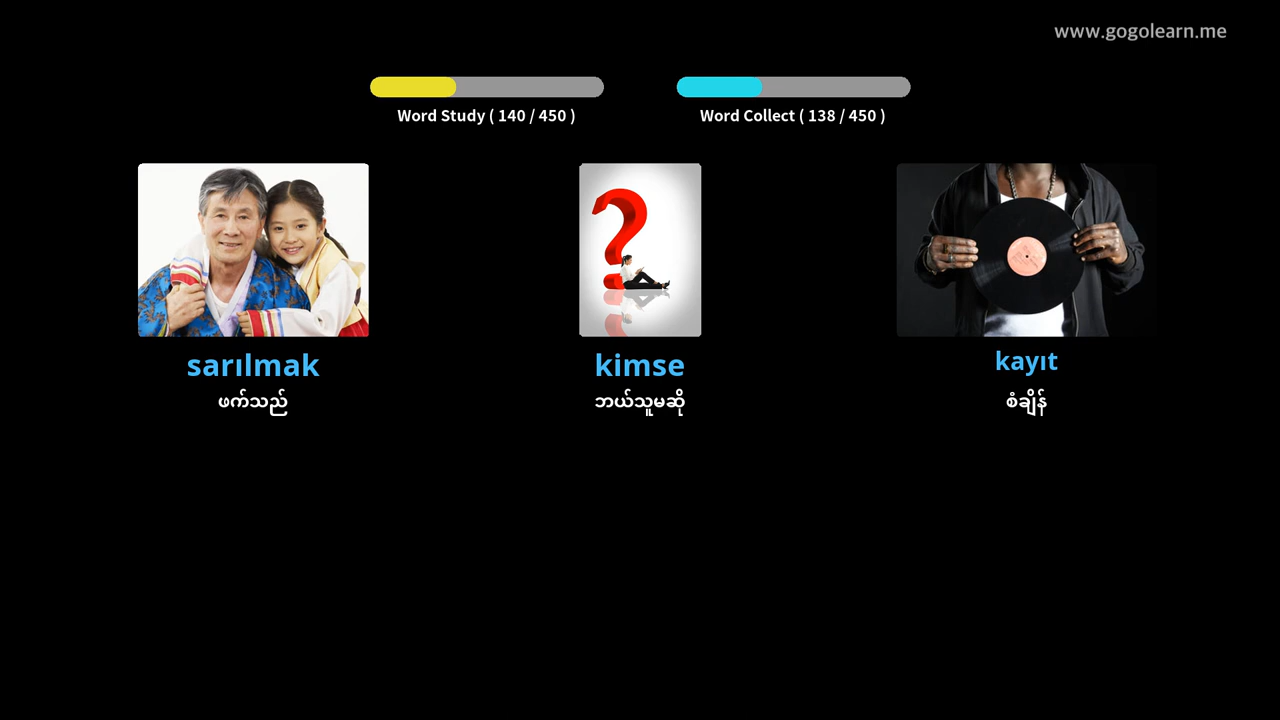 www.gogolearn.me
Word Study ( 140 / 450 )
Word Collect ( 138 / 450 )
sarılmak
ဖက်သည်
kimse
ဘယ်သူမဆို
kayıt
စံချိန်